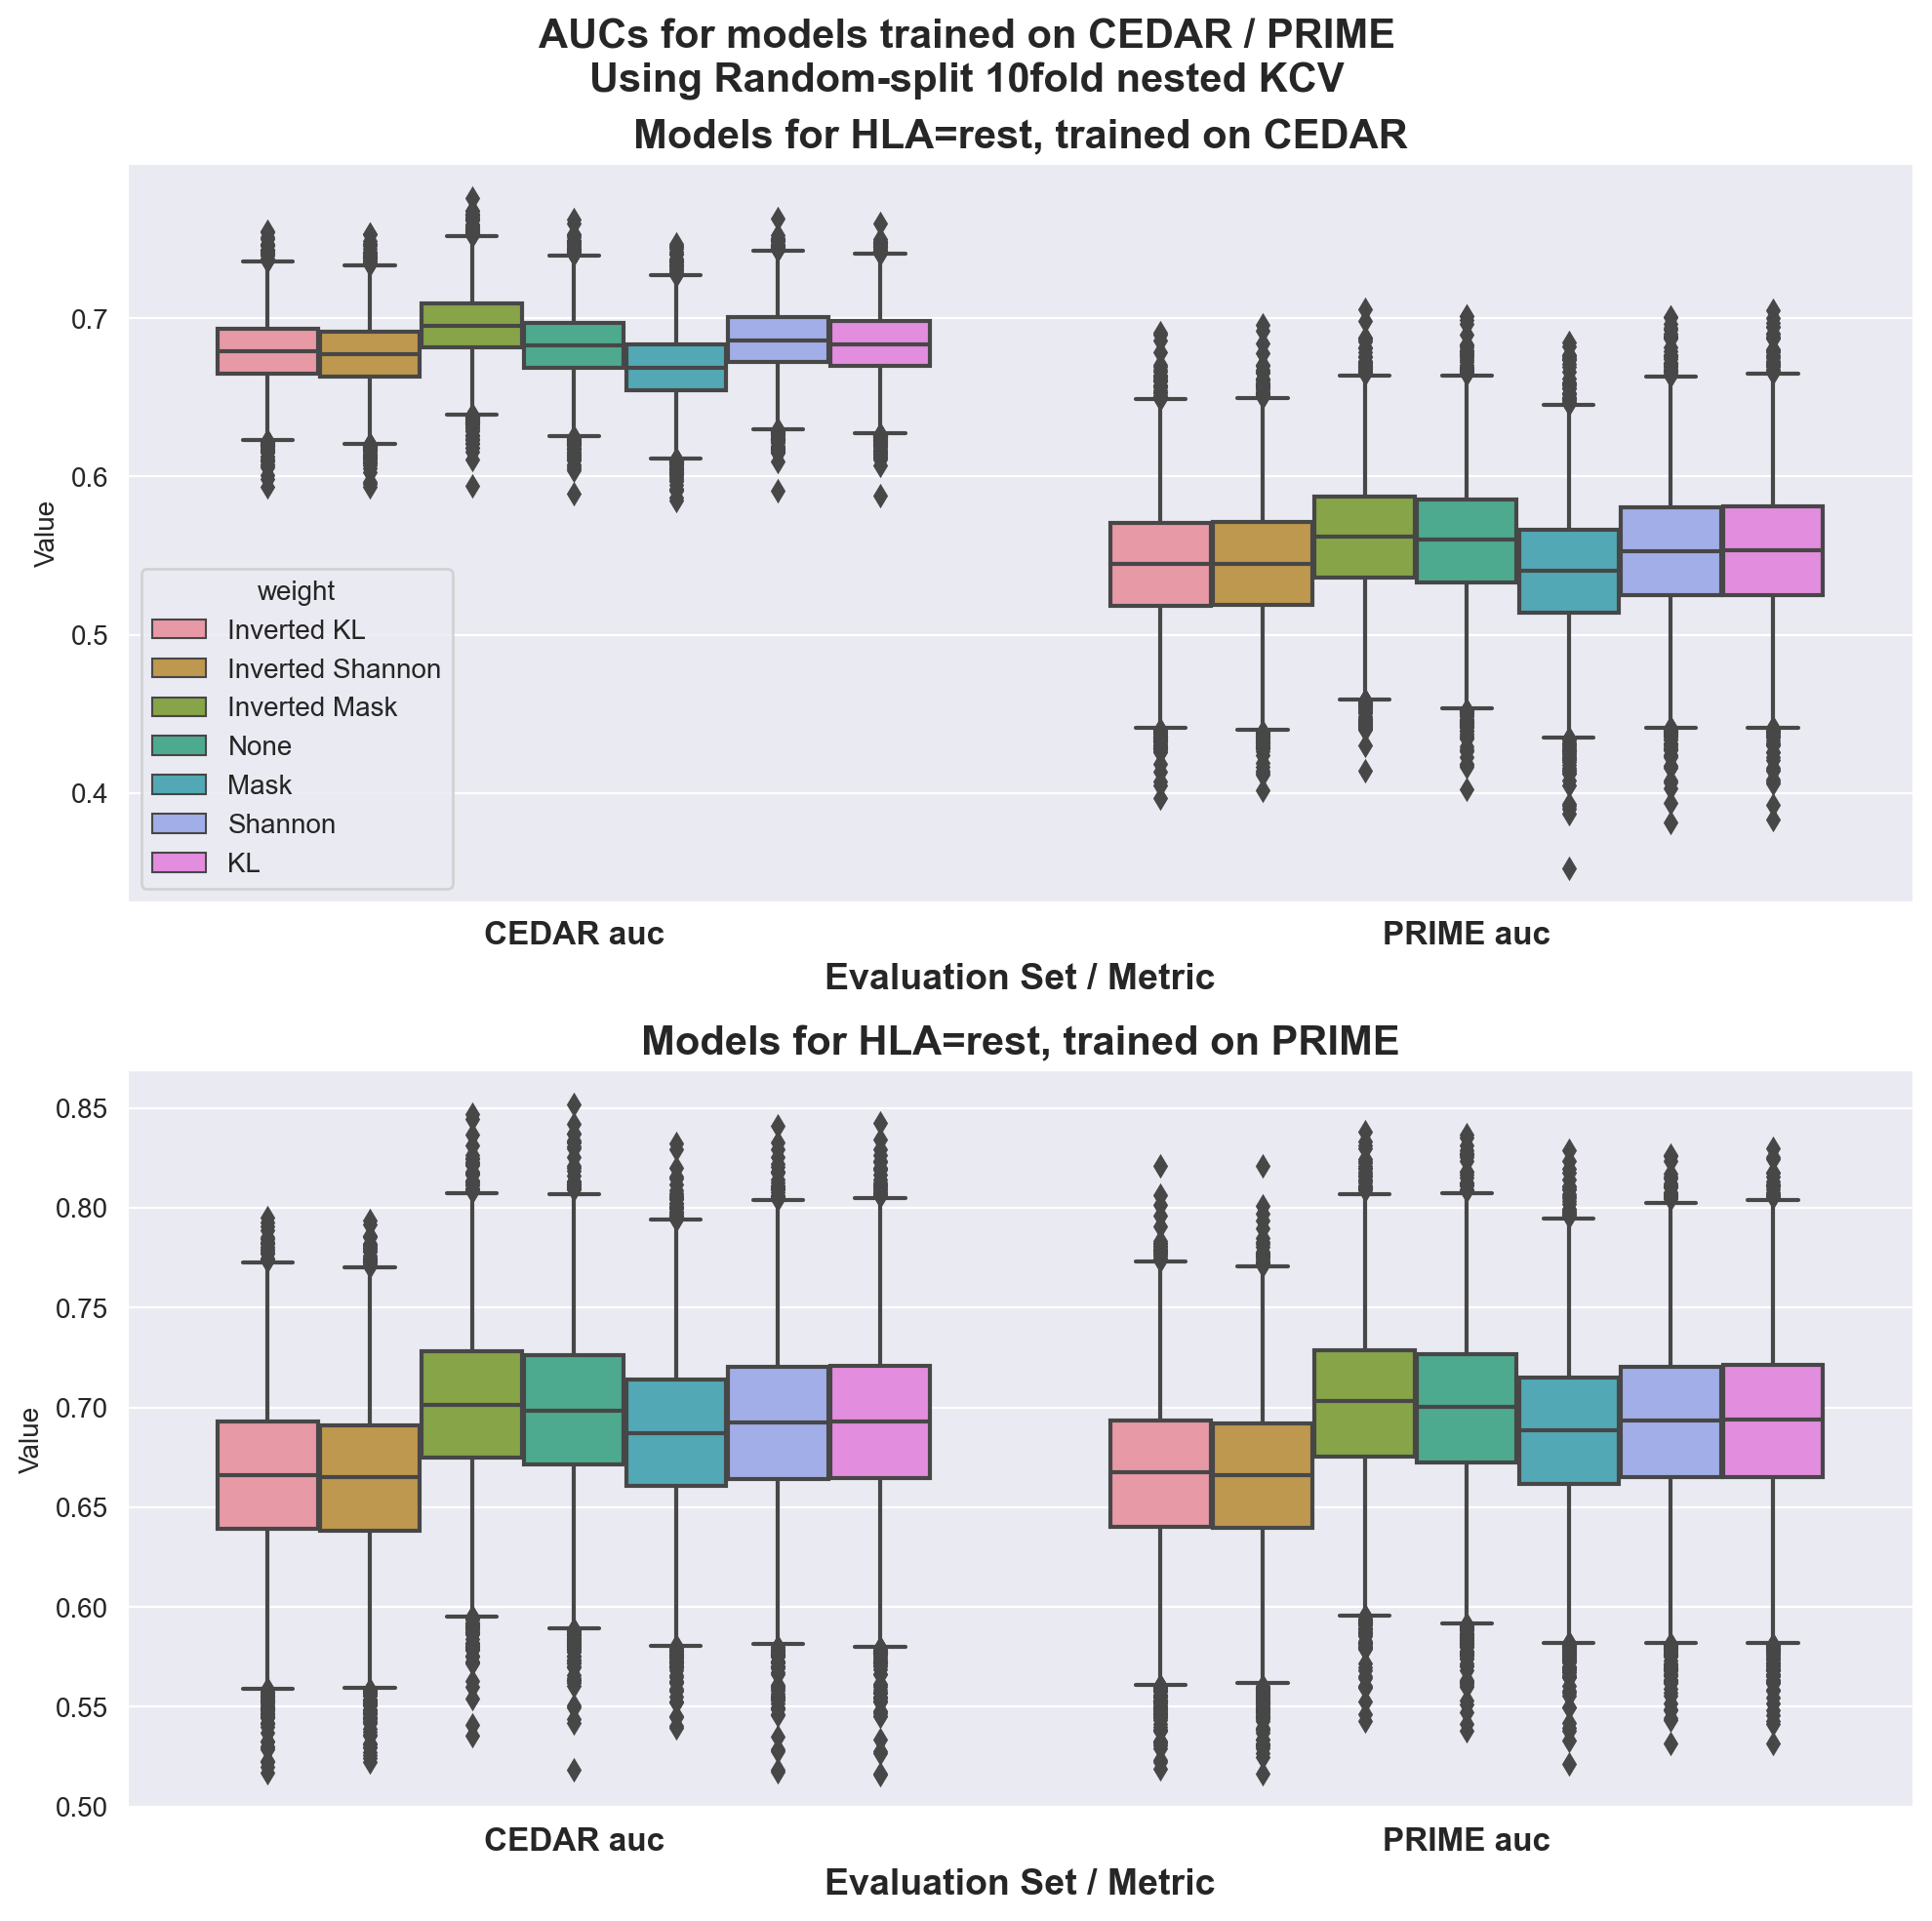 AUCs for models trained on CEDAR / PRIME
Using Random-split 10fold nested KCV
Models for HLA=rest, trained on CEDAR
Value
0.7
0.6
0.5
0.4
weight
Inverted KL
Inverted Shannon
Inverted Mask
None
Mask
Shannon
KL
CEDAR auc
PRIME auc
Evaluation Set / Metric
Models for HLA=rest, trained on PRIME
Value
0.85
0.80
0.75
0.70
0.65
0.60
0.55
0.50
CEDAR auc
PRIME auc
Evaluation Set / Metric